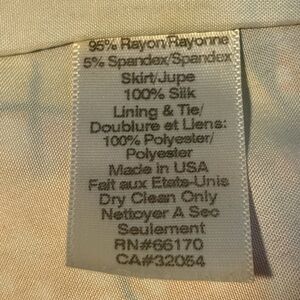 95% Rayon/Rayonne
5% Spandex/Spandex
Skirt/Jupe
100% Silk
Lining & Tie/
Doublure et Liens:
100% Polyester/
Polyester
Made in USA
Fait aux Etats-Unis
Dry Clean Only
Nettoyer A Sec
Seulement
RN#66170
CA#32054